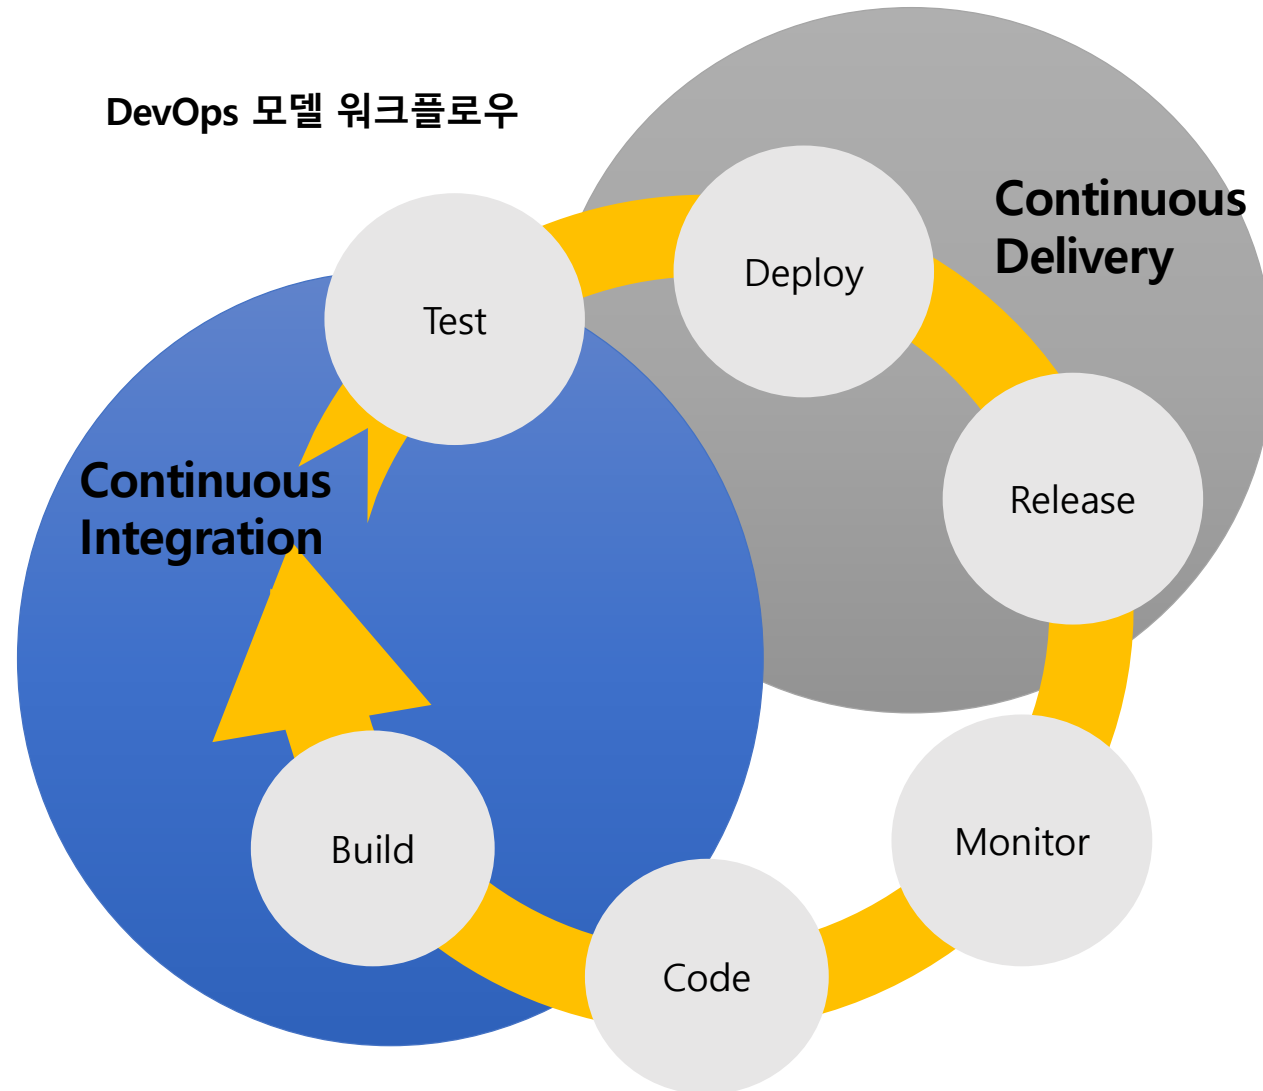 DevOps 모델 워크플로우
Continuous
Delivery
Deploy
Test
Continuous
Integration
Release
Monitor
Build
Code